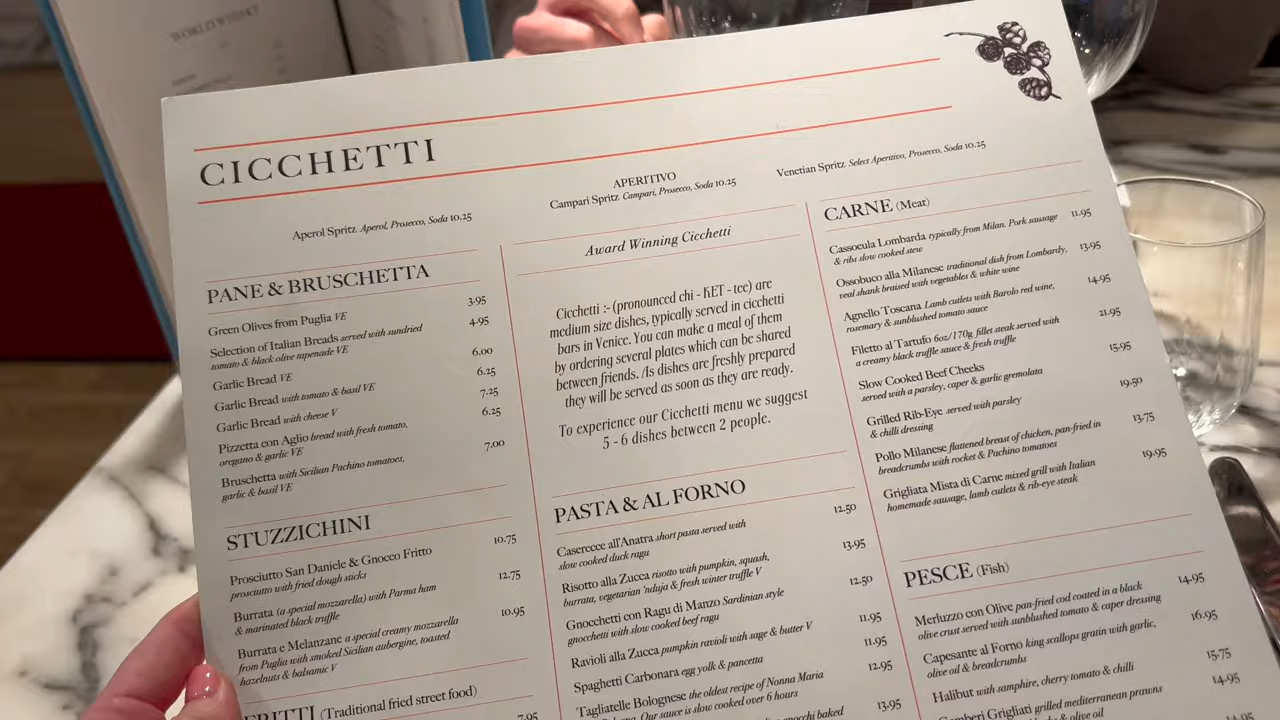 WORLD WHISKY
CICCHETTI
APERITIVO
Aperol Spritz Aperol, Prosecco, Soda 10.25
Campari Spritz Campari, Prosecco, Soda 10.25
Venetian Spritz Select Aperitivo, Prosecco, Soda 10.25
PANE & BRUSCHETTA
Green Olives from Puglia VE 3.95
Selection of Italian Breads served with sundried 4.95
tomato & black olive tapenade VE
Garlic Bread VE 6.00
Garlic Bread with tomato & basil VE 6.25
Garlic Bread with cheese V 7.25
Pizzetta con Aglio bread with fresh tomato, 6.25
oregano & garlic VE
Bruschetta with Sicilian Pachino tomatoes, 7.00
garlic & basil VE
STUZZICHINI
Prosciutto San Daniele & Gnocco Fritto 10.75
prosciutto with fried dough sticks
Burrata (a special mozzarella) with Parma ham 12.75
& marinated black truffle
Burrata e Melanzane a special creamy mozzarella 10.95
from Puglia with smoked Sicilian aubergine, toasted
hazelnuts & balsamic V
FRITTI (Traditional fried street food)
7.95
Award Winning Cicchetti
Cicchetti :- (pronounced chi - KET - tee) are
medium size dishes, typically served in cicchetti
bars in Venice. You can make a meal of them
by ordering several plates which can be shared
between friends. As dishes are freshly prepared
they will be served as soon as they are ready.
To experience our Cicchetti menu we suggest
5 - 6 dishes between 2 people.
PASTA & AL FORNO
Caserecce all'Anatra short pasta served with 12.50
slow cooked duck ragu
Risotto alla Zucca risotto with pumpkin, squash, 13.95
burrata, vegetarian 'nduja & fresh winter truffle V
Gnocchetti con Ragu di Manzo Sardinian style 12.50
gnocchetti with slow cooked beef ragu
Ravioli alla Zucca pumpkin ravioli with sage & butter V 11.95
Spaghetti Carbonara egg yolk & pancetta 11.95
'Tagliatelle Bolognese the oldest recipe of Nonna Maria 12.95
Our sauce is slow cooked over 6 hours
gnocchi baked 13.95
CARNE (Meat)
Cassoeula Lombarda typically from Milan. Pork sausage 11.95
& ribs slow cooked stew
Ossobuco alla Milanese traditional dish from Lombardy, 13.95
veal shank braised with vegetables & white wine
Agnello Toscana Lamb cutlets with Barolo red wine, 14.95
rosemary & sunblushed tomato sauce
Filetto al Tartufo 6oz/170g fillet steak served with 21.95
a creamy black truffle sauce & fresh truffle
Slow Cooked Beef Cheeks 15.95
served with a parsley, caper & garlic gremolata
Grilled Rib-Eye served with parsley 19.50
& chilli dressing
Pollo Milanese flattened breast of chicken, pan-fried in 13.75
breadcrumbs with rocket & Pachino tomatoes
Grigliata Mista di Carne mixed grill with Italian 19.95
homemade sausage, lamb cutlets & rib-eye steak
PESCE (Fish)
Merluzzo con Olive pan-fried cod coated in a black 14.95
olive crust served with sunblushed tomato & caper dressing
Capesante al Forno king scallops gratin with garlic, 16.95
olive oil & breadcrumbs
Halibut with samphire, cherry tomato & chilli 15.75
Gamberi Grigliati grilled mediterranean prawns 14.95
& olive oil